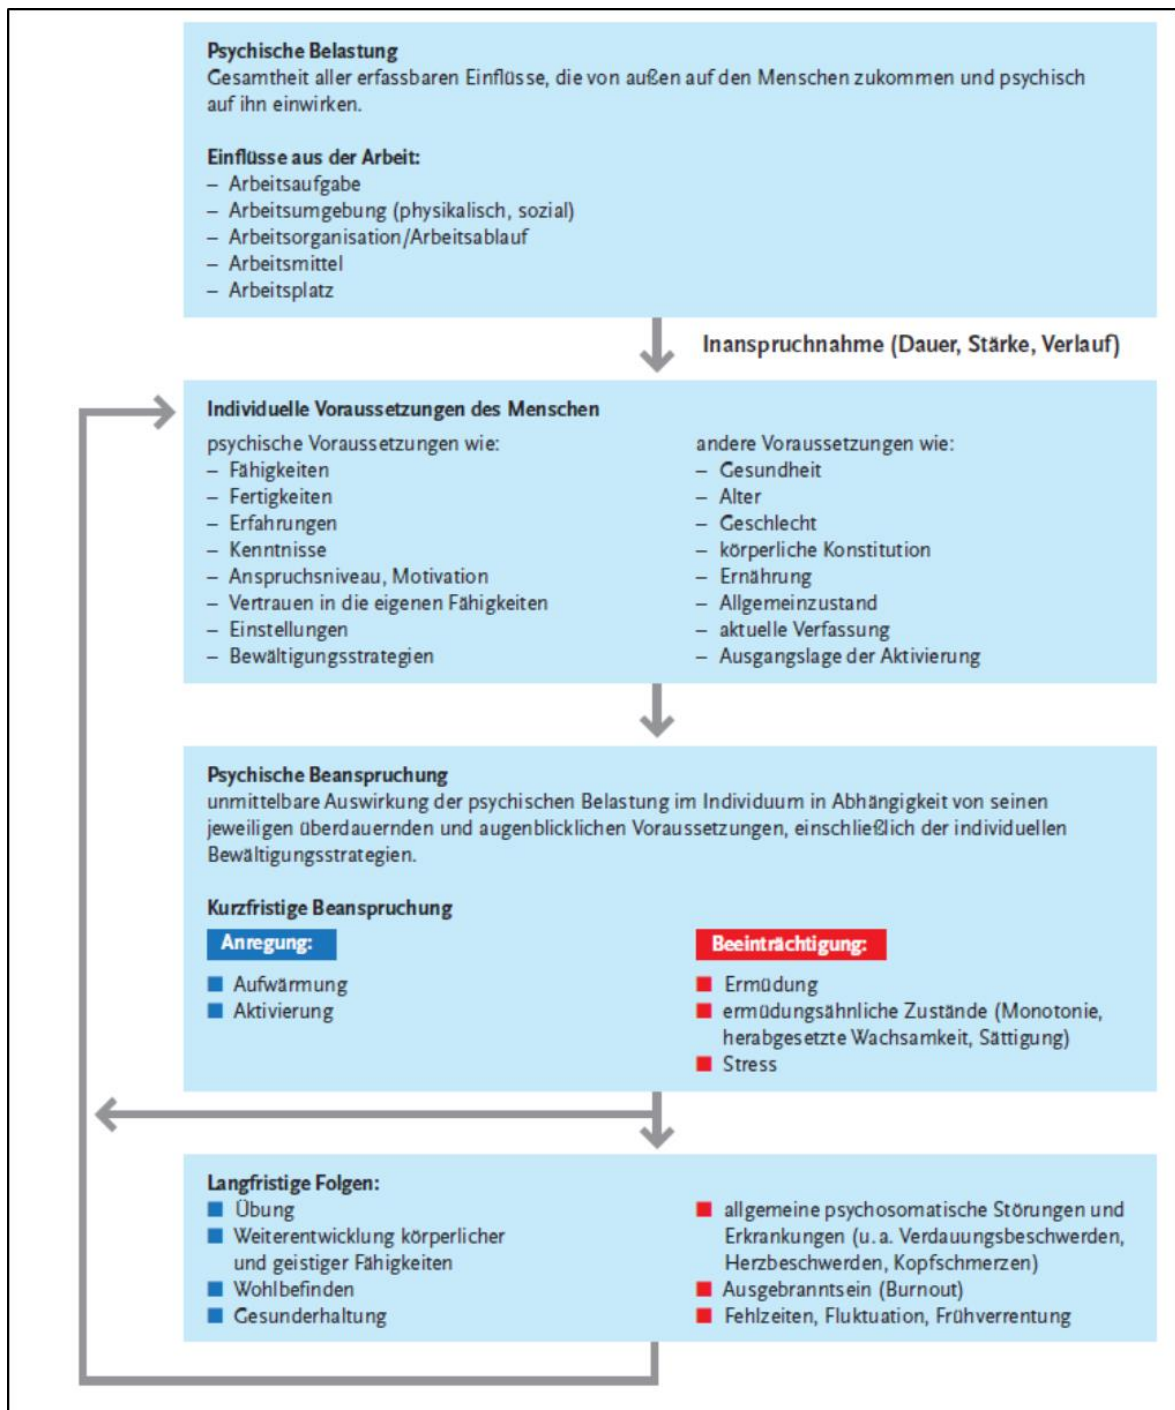 Psychische Belastung
Gesamtheit aller erfassbaren Einflüsse, die von außen auf den Menschen zukommen und psychisch
auf ihn einwirken.
Einflüsse aus der Arbeit:
– Arbeitsaufgabe
– Arbeitsumgebung (physikalisch, sozial)
– Arbeitsorganisation/Arbeitsablauf
– Arbeitsmittel
– Arbeitsplatz
Inanspruchnahme (Dauer, Stärke, Verlauf)
Individuelle Voraussetzungen des Menschen
psychische Voraussetzungen wie:
– Fähigkeiten
– Fertigkeiten
– Erfahrungen
– Kenntnisse
– Anspruchsniveau, Motivation
– Vertrauen in die eigenen Fähigkeiten
– Einstellungen
– Bewältigungsstrategien
andere Voraussetzungen wie:
– Gesundheit
– Alter
– Geschlecht
– körperliche Konstitution
– Ernährung
– Allgemeinzustand
– aktuelle Verfassung
– Ausgangslage der Aktivierung
Psychische Beanspruchung
unmittelbare Auswirkung der psychischen Belastung im Individuum in Abhängigkeit von seinen
jeweiligen überdauernden und augenblicklichen Voraussetzungen, einschließlich der individuellen
Bewältigungsstrategien.
Kurzfristige Beanspruchung
Anregung:
■ Aufwärmung
■ Aktivierung
Beeinträchtigung:
■ Ermüdung
■ ermüdungsähnliche Zustände (Monotonie,
herabgesetzte Wachsamkeit, Sättigung)
■ Stress
Langfristige Folgen:
■ Übung
■ Weiterentwicklung körperlicher
und geistiger Fähigkeiten
■ Wohlbefinden
■ Gesunderhaltung
■ allgemeine psychosomatische Störungen und
Erkrankungen (u. a. Verdauungsbeschwerden,
Herzbeschwerden, Kopfschmerzen)
■ Ausgebranntsein (Burnout)
■ Fehlzeiten, Fluktuation, Frühverrentung